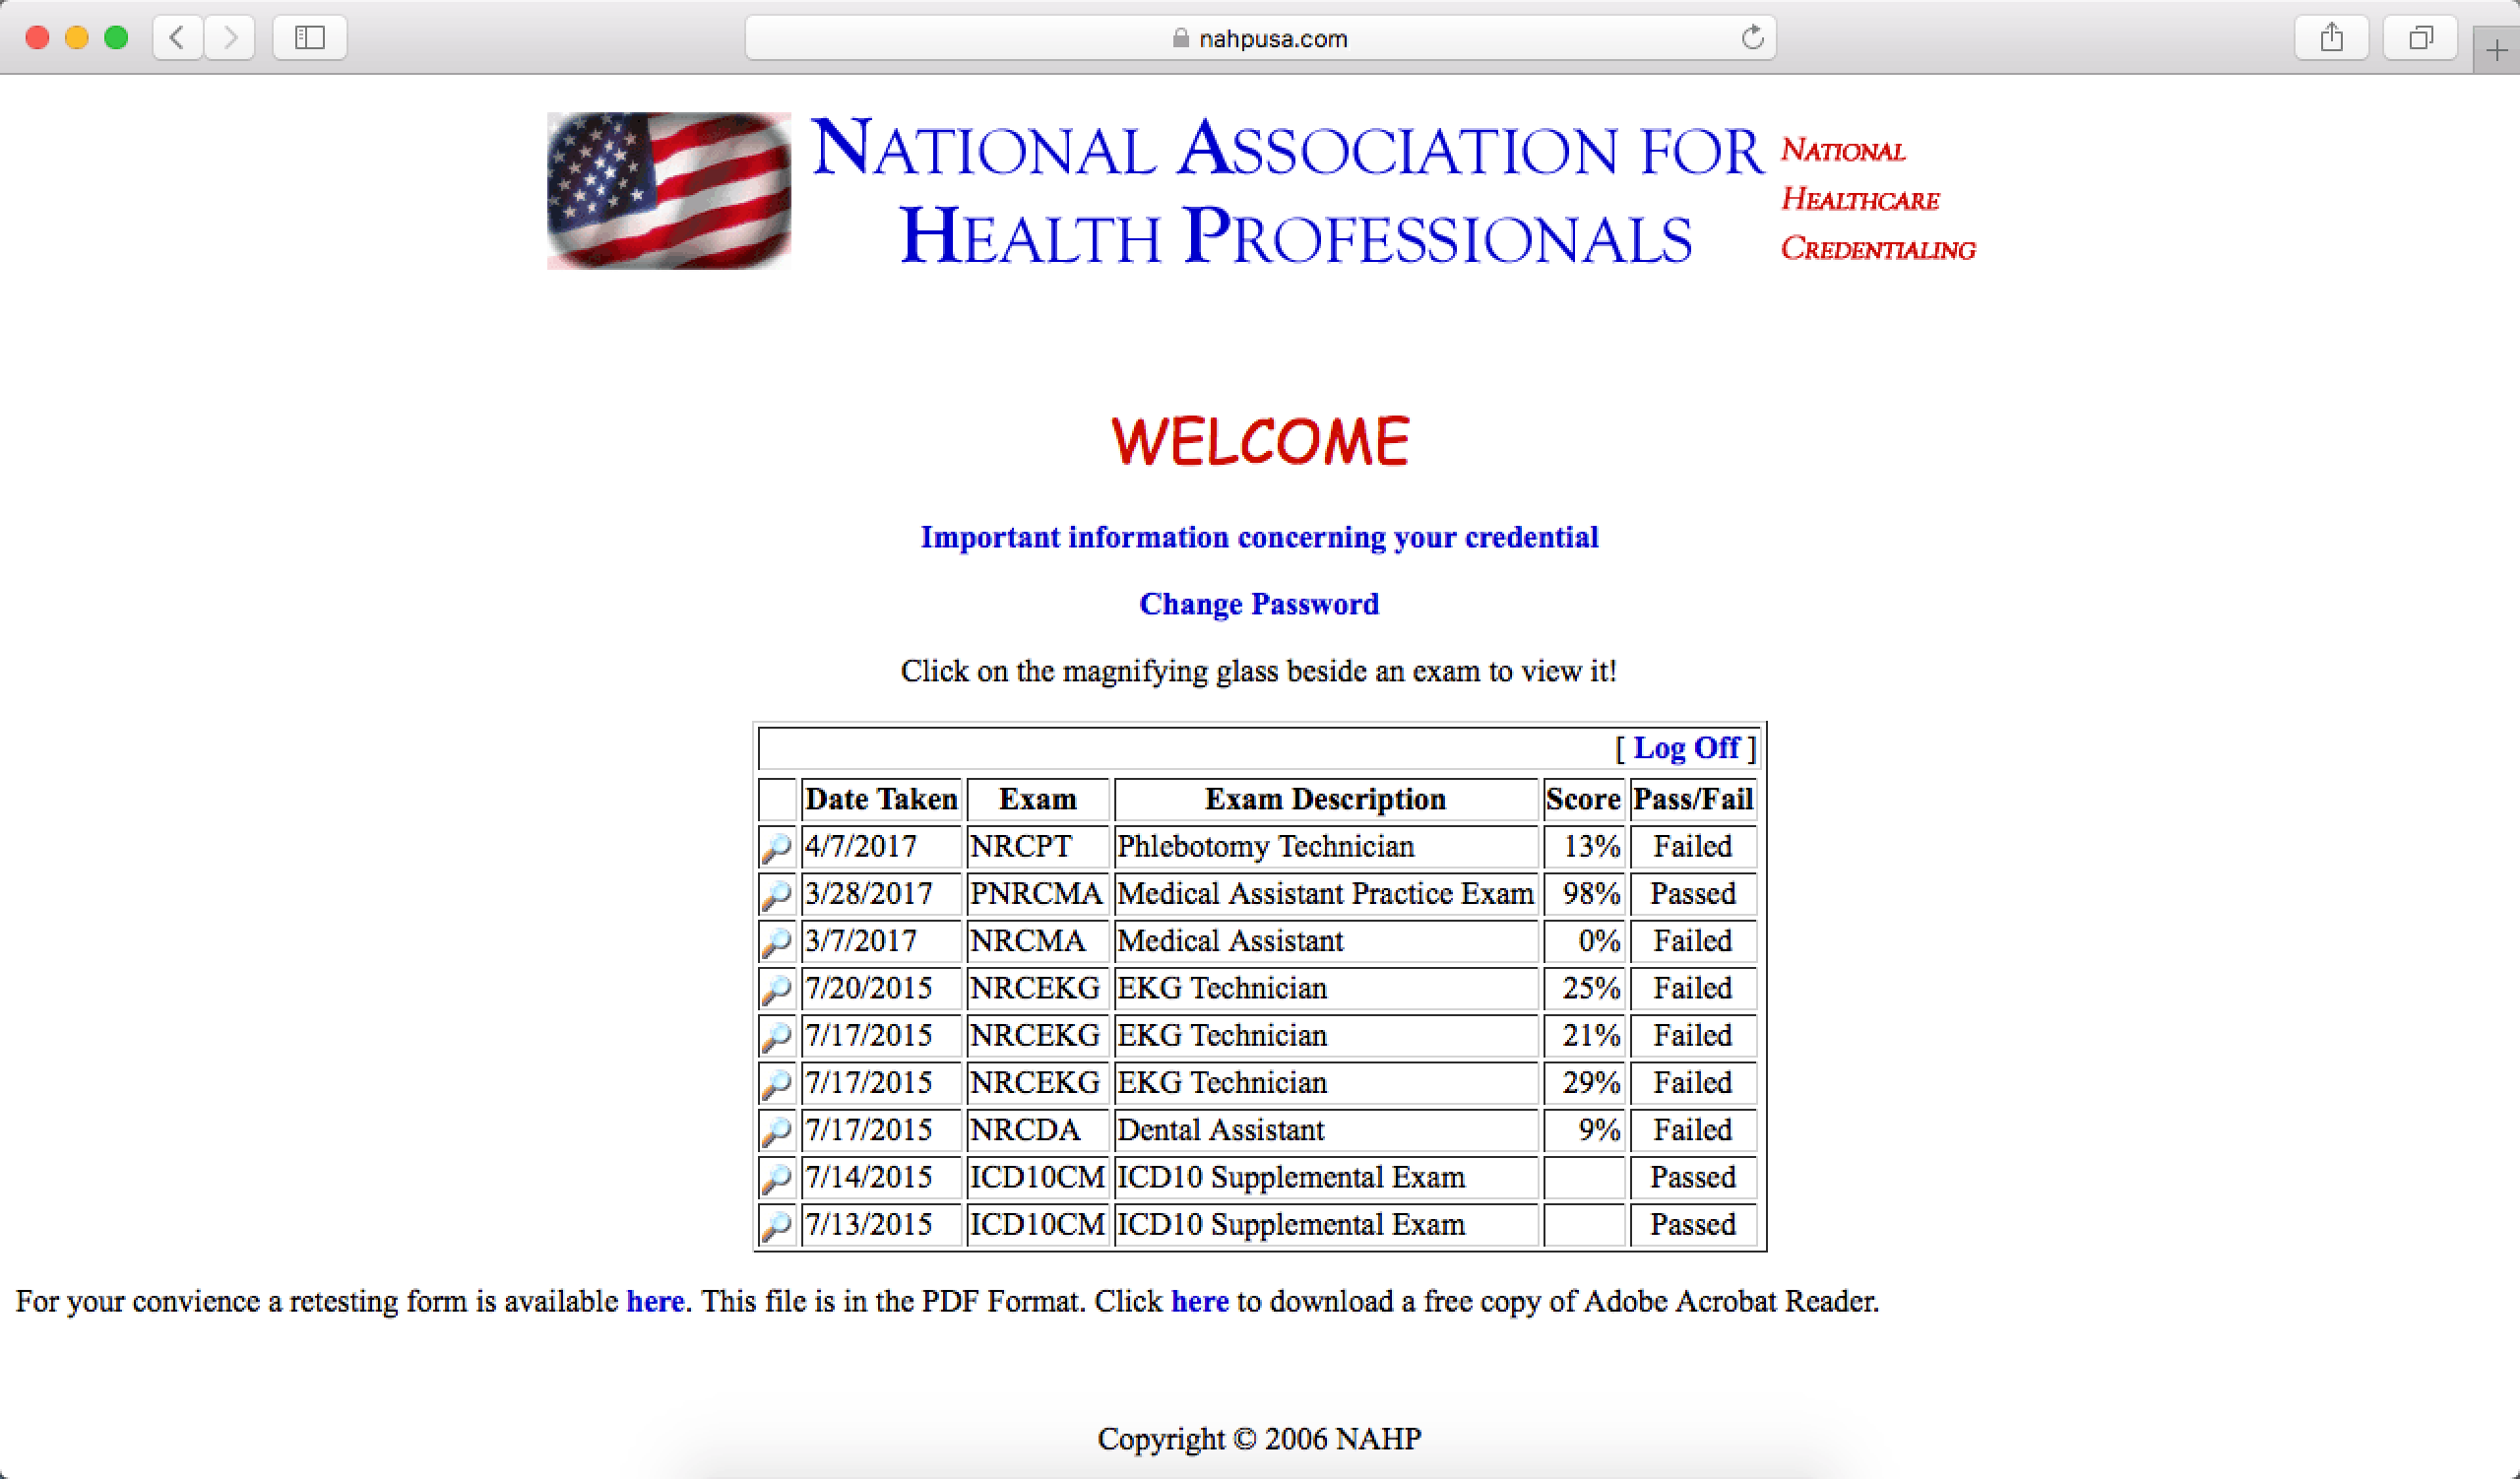 nahpusa.com
NATIONAL ASSOCIATION FOR
HEALTH PROFESSIONALS
NATIONAL
HEALTHCARE
CREDENTIALING
WELCOME
Important information concerning your credential
Change Password
Click on the magnifying glass beside an exam to view it!
[ Log Off ]
Date Taken Exam Exam Description Score Pass/Fail
4/7/2017 NRCPT Phlebotomy Technician 13% Failed
3/28/2017 PNRCMA Medical Assistant Practice Exam 98% Passed
3/7/2017 NRCMA Medical Assistant 0% Failed
7/20/2015 NRCEKG EKG Technician 25% Failed
7/17/2015 NRCEKG EKG Technician 21% Failed
7/17/2015 NRCEKG EKG Technician 29% Failed
7/17/2015 NRCDA Dental Assistant 9% Failed
7/14/2015 ICD10CM ICD10 Supplemental Exam Passed
7/13/2015 ICD10CM ICD10 Supplemental Exam Passed
For your convience a retesting form is available here. This file is in the PDF Format. Click here to download a free copy of Adobe Acrobat Reader.
Copyright © 2006 NAHP